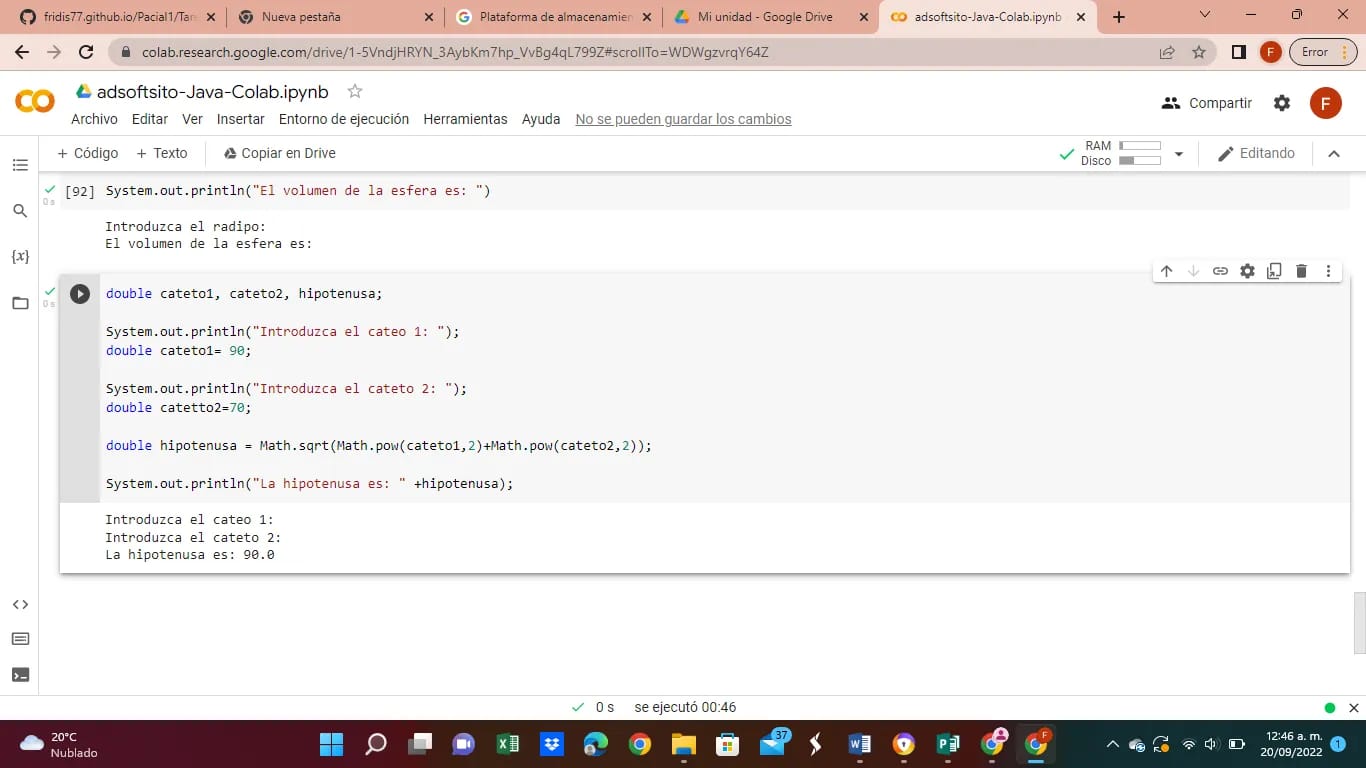 fridis77.github.io/Pacial1/Tar
Nueva pestaña
Plataforma de almacenamien
Mi unidad - Google Drive
adsoftsito-Java-Colab.ipynb
colab.research.google.com/drive/1-5VndjHRYN_3AybKm7hp_VvBg4qL799Z#scrollTo=WDWgzvrqY64Z
F
Error
adsoftsito-Java-Colab.ipynb
Archivo Editar Ver Insertar Entorno de ejecución Herramientas Ayuda No se pueden guardar los cambios
Compartir
F
+ Código + Texto Copiar en Drive
RAM
Disco
Editando
[92] System.out.println("El volumen de la esfera es: ")
0 s
Introduzca el radipo:
El volumen de la esfera es:
{x}
0 s
double cateto1, cateto2, hipotenusa;
System.out.println("Introduzca el cateo 1: ");
double cateto1= 90;
System.out.println("Introduzca el cateto 2: ");
double catetto2=70;
double hipotenusa = Math.sqrt(Math.pow(cateto1,2)+Math.pow(cateto2,2));
System.out.println("La hipotenusa es: " +hipotenusa);
Introduzca el cateo 1:
Introduzca el cateto 2:
La hipotenusa es: 90.0
0 s se ejecutó 00:46
20°C
Nublado
37
F
12:46 a. m.
20/09/2022
1